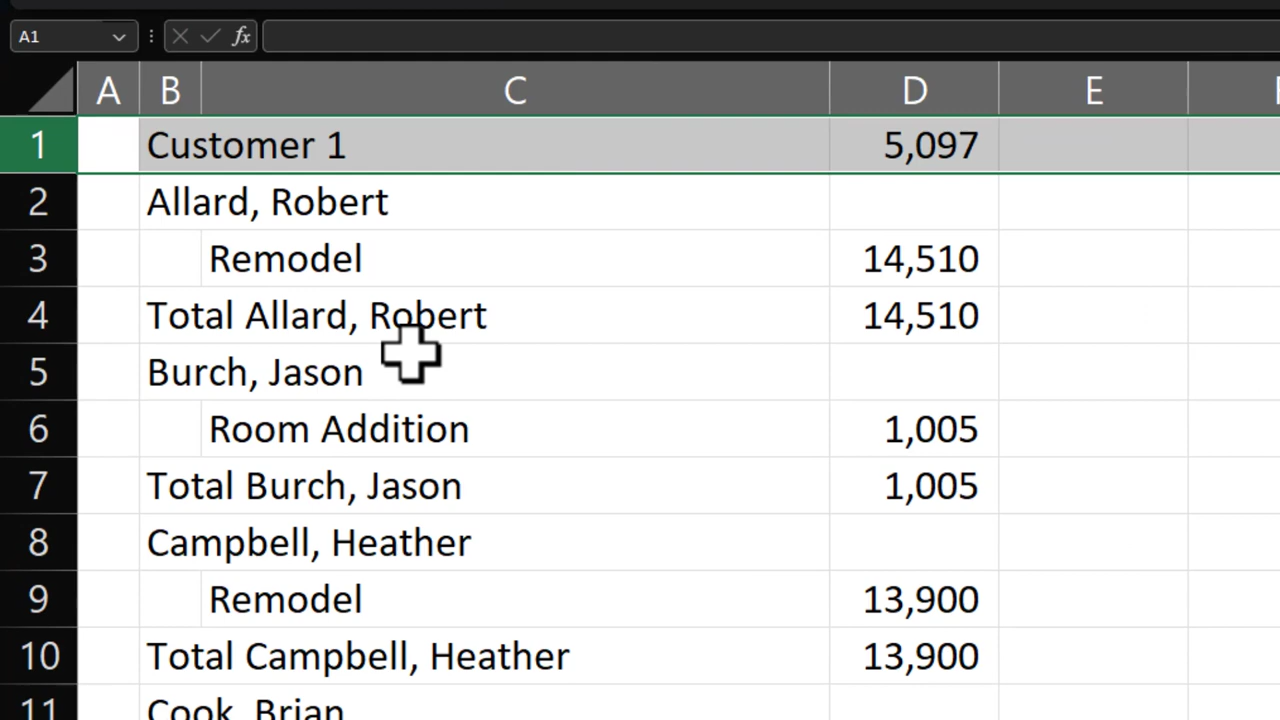 A1 fx
A B C D E
1 Customer 1 5,097
2 Allard, Robert
3 Remodel 14,510
4 Total Allard, Robert 14,510
5 Burch, Jason
6 Room Addition 1,005
7 Total Burch, Jason 1,005
8 Campbell, Heather
9 Remodel 13,900
10 Total Campbell, Heather 13,900
11 Cook, Brian